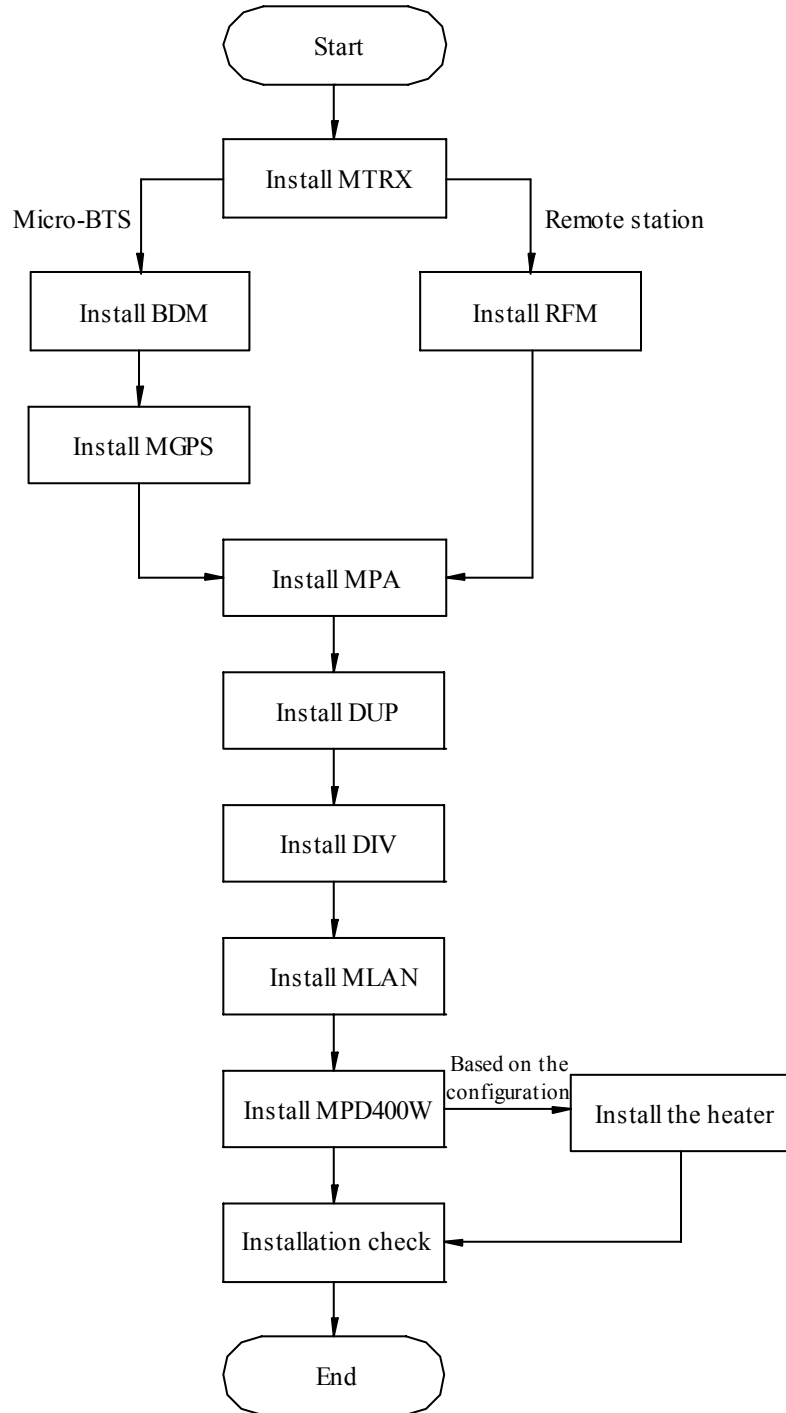 Start
Install MTRX
Micro-BTS
Remote station
Install BDM
Install RFM
Install MGPS
Install MPA
Install DUP
Install DIV
Install MLAN
Based on the
configuration
Install MPD400W
Install the heater
Installation check
End